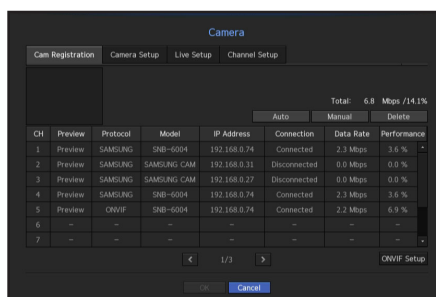 Camera
Cam Registration Camera Setup Live Setup Channel Setup
Total: 6.8 Mbps /14.1%
Auto Manual Delete
CH Preview Protocol Model IP Address Connection Data Rate Performance
1 Preview SAMSUNG SNB-6004 192.168.0.74 Connected 2.3 Mbps 3.6 %
2 Preview SAMSUNG SAMSUNG CAM 192.168.0.31 Disconnected 0.0 Mbps 0.0 %
3 Preview SAMSUNG SAMSUNG CAM 192.168.0.27 Disconnected 0.0 Mbps 0.0 %
4 Preview SAMSUNG SNB-6004 192.168.0.74 Connected 2.3 Mbps 3.6 %
5 Preview ONVIF SNB-6004 192.168.0.74 Connected 2.2 Mbps 6.9 %
6 - - - - - - -
7 - - - - - - -
< 1/3 > ONVIF Setup
OK Cancel